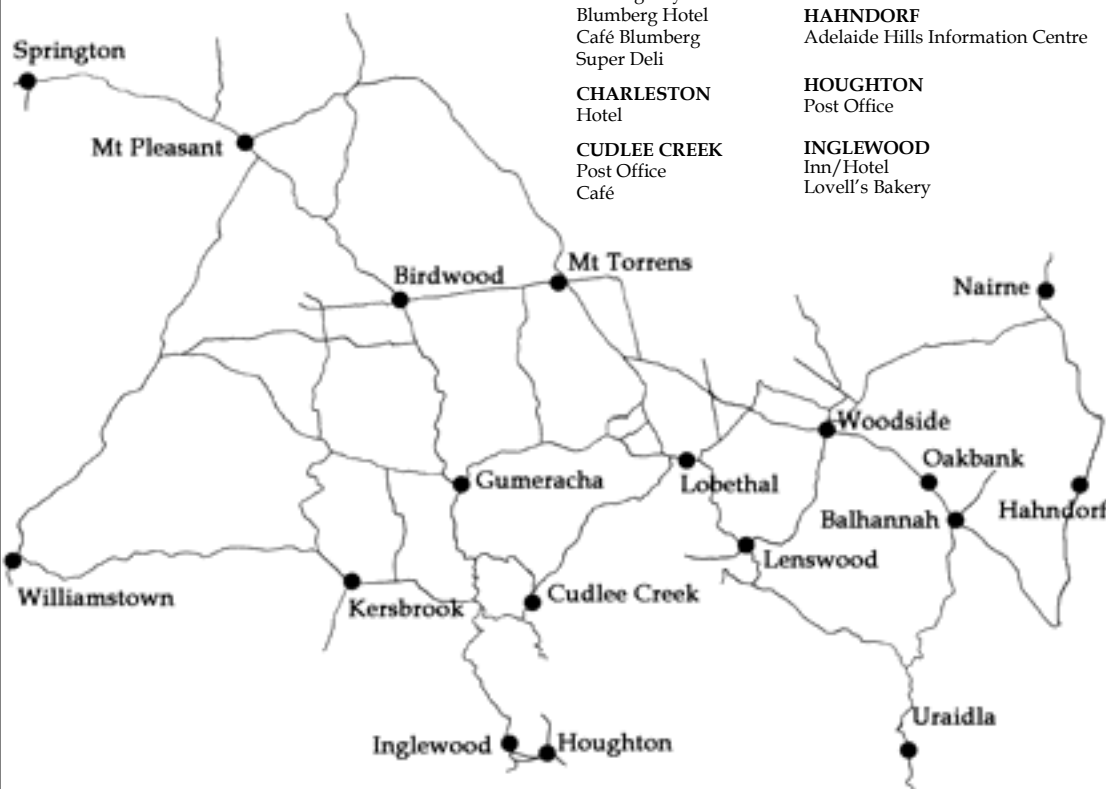 Blumberg Hotel
Café Blumberg
Super Deli
CHARLESTON
Hotel
CUDLEE CREEK
Post Office
Café
HAHNDORF
Adelaide Hills Information Centre
HOUGHTON
Post Office
INGLEWOOD
Inn/Hotel
Lovell's Bakery
Springton
Mt Pleasant
Birdwood
Mt Torrens
Nairne
Woodside
Oakbank
Gumeracha
Lobethal
Hahndorf
Balhannah
Lenswood
Williamstown
Kersbrook
Cudlee Creek
Uraidla
Inglewood
Houghton